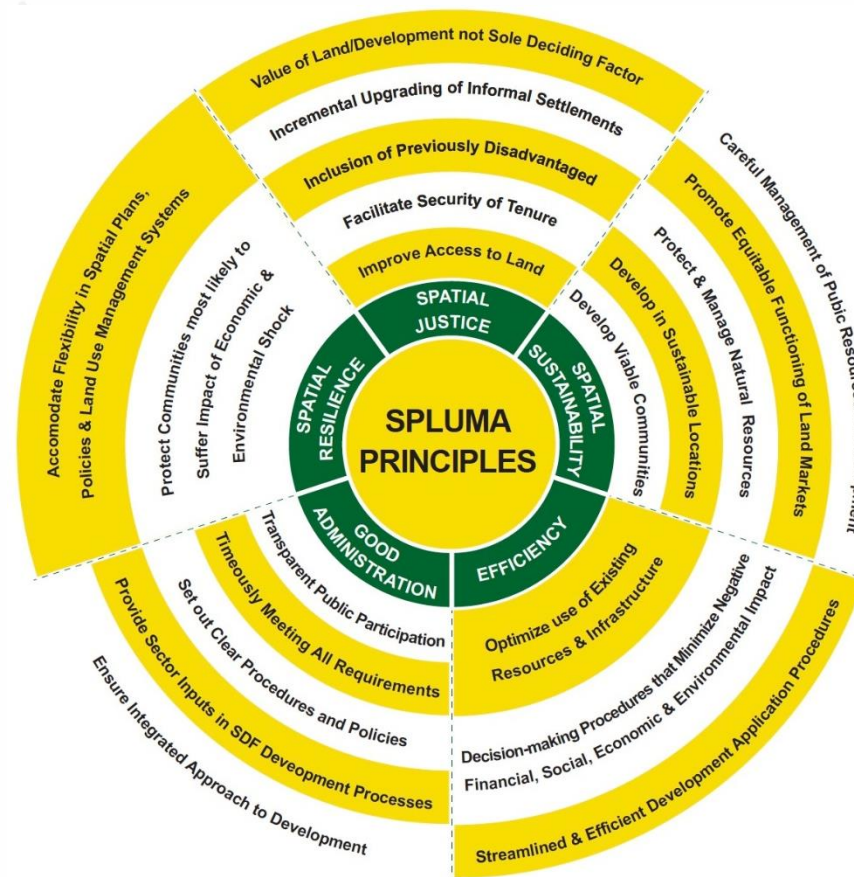 SPLUMA
PRINCIPLES
SPATIAL
JUSTICE
Improve Access to Land
Facilitate Security of Tenure
Inclusion of Previously Disadvantaged
Incremental Upgrading of Informal Settlements
Value of Land/Development not Sole Deciding Factor
SPATIAL
SUSTAINABILITY
Develop Viable Communities
Develop in Sustainable Locations
Protect & Manage Natural Resources
Promote Equitable Functioning of Land Markets
Careful Management of Pubic
EFFICIENCY
Optimize use of Existing
Resources & Infrastructure
Decision-making Procedures that Minimize Negative
Financial, Social, Economic & Environmental Impact
Streamlined & Efficient Development Application Procedures
GOOD
ADMINISTRATION
Transparent Public Participation
Timeously Meeting All Requirements
Set out Clear Procedures and Policies
Provide Sector Inputs in SDF Deveopment Processes
Ensure Integrated Approach to Development
SPATIAL
RESILIENCE
Protect Communities most likely to
Suffer Impact of Economic &
Environmental Shock
Accomodate Flexibility in Spatial Plans,
Policies & Land Use Management Systems